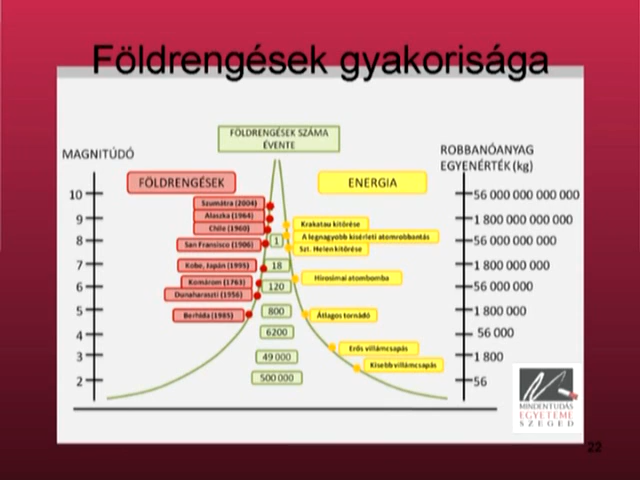 Földrengések gyakorisága
FÖLDRENGÉSEK SZÁMA
ÉVENTE
MAGNITÚDÓ
ROBBANÓANYAG
EGYENÉRTÉK (kg)
FÖLDRENGÉSEK
ENERGIA
10
56 000 000 000 000
Szumátra (2004)
Alaszka (1964)
9
1 800 000 000 000
Chile (1960)
Krakatau kitörése
A legnagyobb kísérleti atomrobbantás
8
San Fransisco (1906)
1
56 000 000 000
Szt. Helen kitörése
7
Kobe, Japán (1995)
18
1 800 000 000
Hirosimai atombomba
6
Komárom (1763)
120
56 000 000
Dunaharaszti (1956)
5
Berhida (1985)
800
Átlagos tornádó
1 800 000
4
6200
56 000
Erős villámcsapás
3
49 000
1 800
Kisebb villámcsapás
2
500 000
56
MINDENTUDÁS
EGYETEME
SZEGED
22